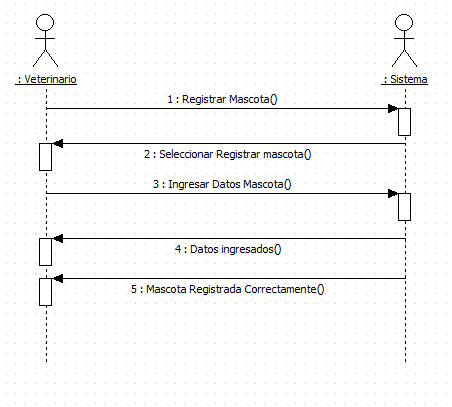 : Veterinario
: Sistema
1 : Registrar Mascota()
2 : Seleccionar Registrar mascota()
3 : Ingresar Datos Mascota()
4 : Datos ingresados()
5 : Mascota Registrada Correctamente()